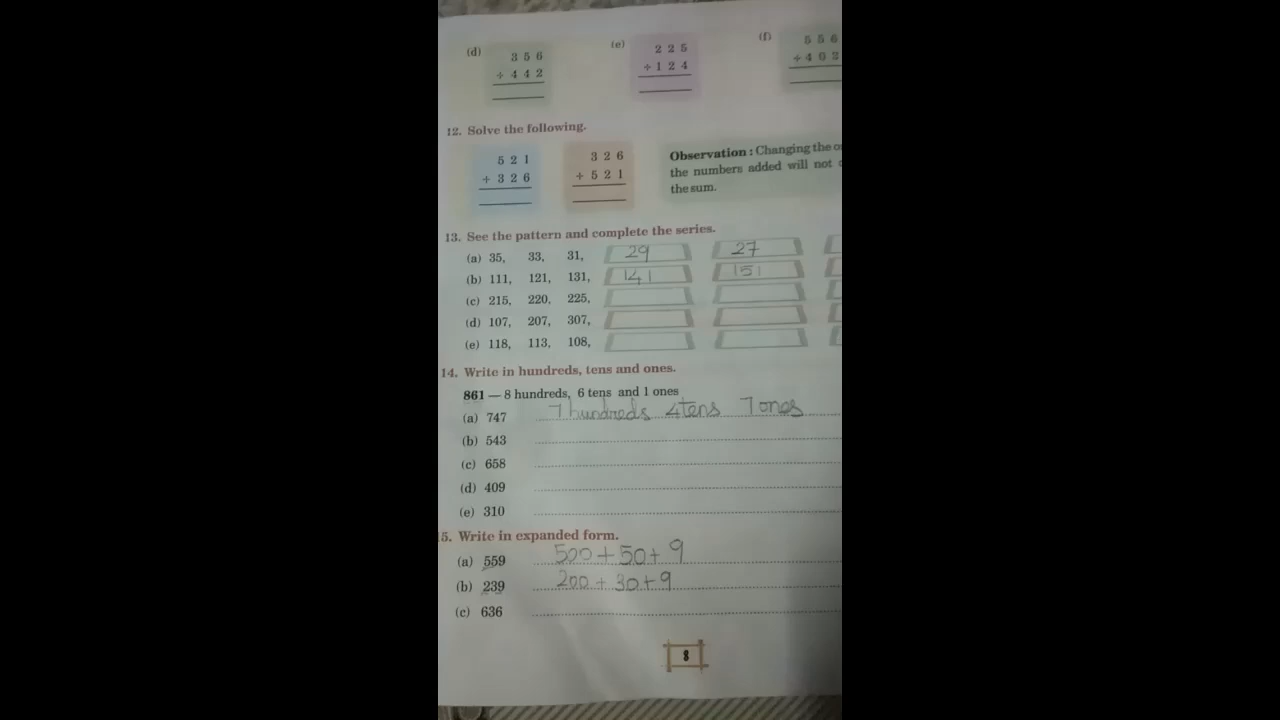 (d) 356 (e) 225 (f) 556
+ 442 + 124
12. Solve the following.
521 326 Observation : Changing the
+ 326 + 521 the numbers added will not
the sum.
13. See the pattern and complete the series.
(a) 35, 33, 31, 29 27
(b) 111, 121, 131, 141 151
(c) 215, 220, 225,
(d) 107, 207, 307,
(e) 118, 113, 108,
14. Write in hundreds, tens and ones.
861 — 8 hundreds, 6 tens and 1 ones
(a) 747 7 hundreds 4 tens 7 ones
(b) 543
(c) 658
(d) 409
(e) 310
5. Write in expanded form.
(a) 559 500 + 50 + 9
(b) 239 200 + 30 + 9
(c) 636
8